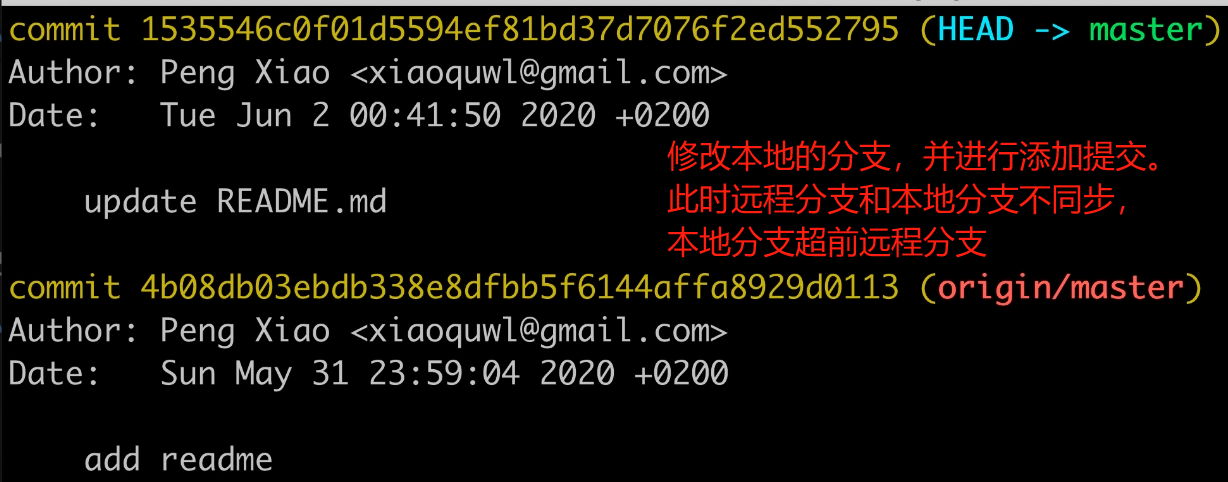 commit 1535546c0f01d5594ef81bd37d7076f2ed552795 (HEAD -> master)
Author: Peng Xiao <xiaoquwl@gmail.com>
Date:   Tue Jun 2 00:41:50 2020 +0200
修改本地的分支，并进行添加提交。
update README.md
此时远程分支和本地分支不同步，
本地分支超前远程分支
commit 4b08db03ebdb338e8dfbb5f6144affa8929d0113 (origin/master)
Author: Peng Xiao <xiaoquwl@gmail.com>
Date:   Sun May 31 23:59:04 2020 +0200
add readme